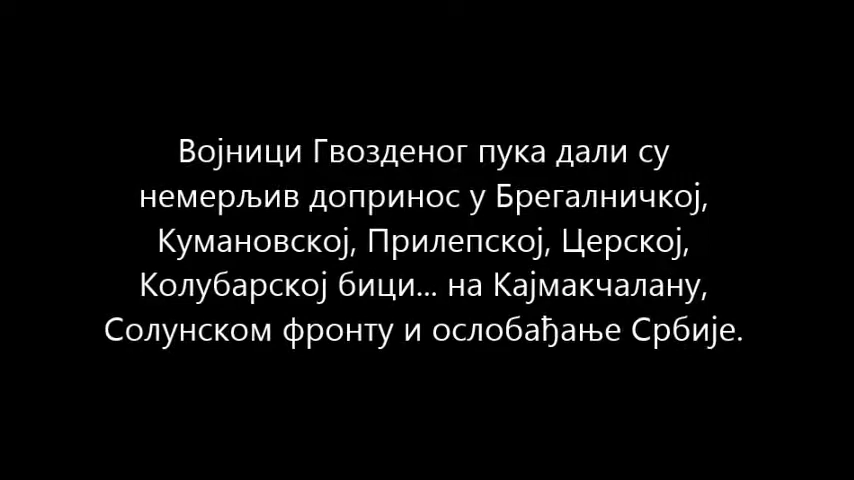 Војници Гвозденог пука дали су
немерљив допринос у Брегалничкој,
Кумановској, Прилепској, Церској,
Колубарској бици... на Кајмакчалану,
Солунском фронту и ослобађање Србије.